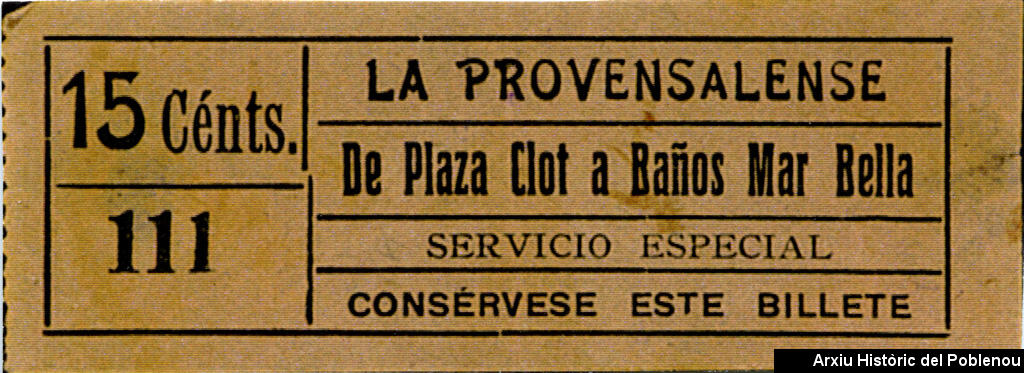 15 Cénts.
111
LA PROVENSALENSE
De Plaza Clot a Baños Mar Bella
SERVICIO ESPECIAL
CONSÉRVESE ESTE BILLETE
Arxiu Històric del Poblenou